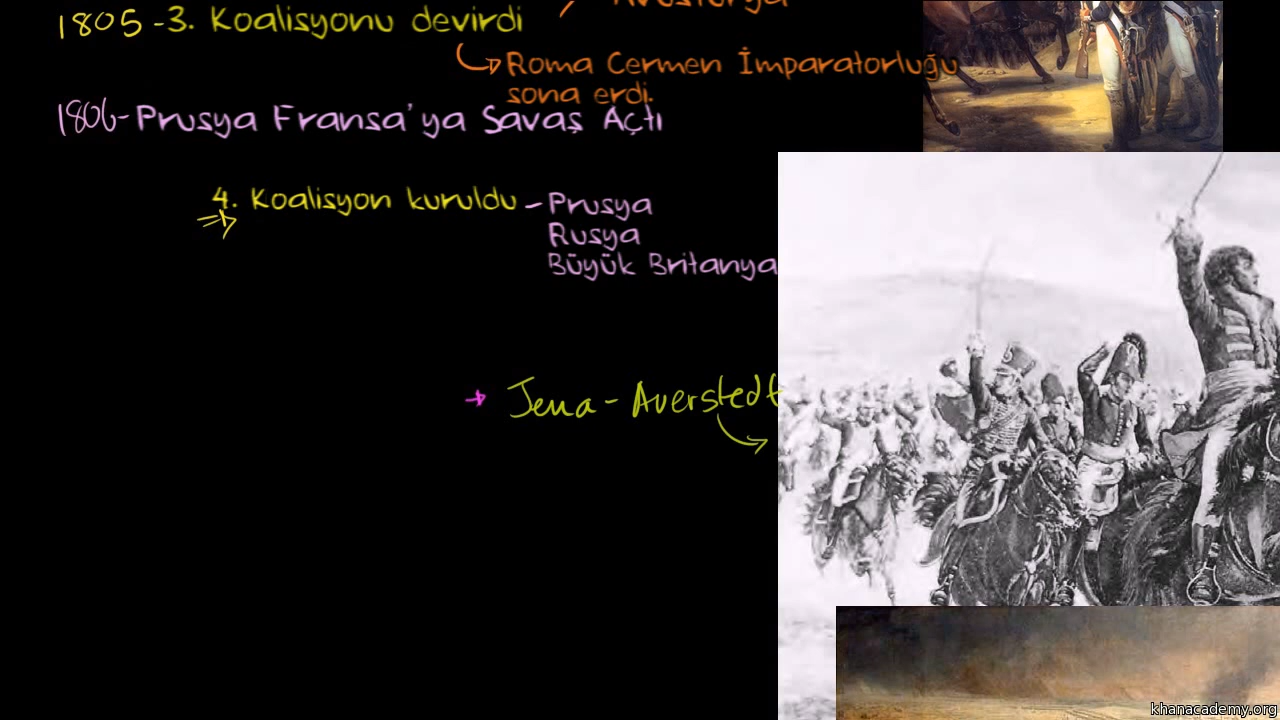 Avusturya
1805 - 3. Koalisyonu devirdi
Roma Cermen İmparatorluğu
sona erdi.
1806- Prusya Fransa'ya Savaş Açtı
4. Koalisyon kuruldu - Prusya
Rusya
Büyük Britanya
Jena - Auerstedt
khanacademy.org